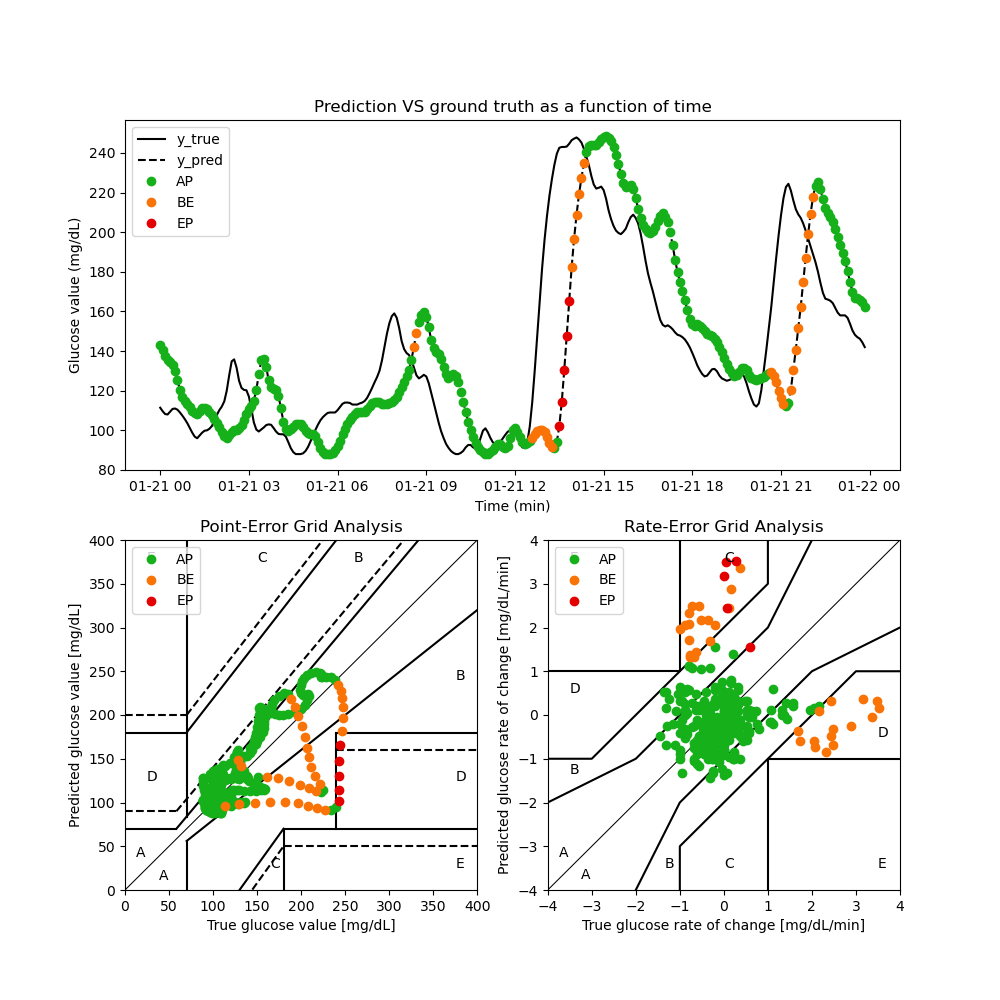 Prediction VS ground truth as a function of time
y_true
y_pred
AP
BE
EP
Glucose value (mg/dL)
240
220
200
180
160
140
120
100
80
01-21 00 01-21 03 01-21 06 01-21 09 01-21 12 01-21 15 01-21 18 01-21 21 01-22 00
Time (min)
Point-Error Grid Analysis
AP
BE
EP
C
B
B
D
D
A
A
C
E
Predicted glucose value [mg/dL]
400
350
300
250
200
150
100
50
0
0 50 100 150 200 250 300 350 400
True glucose value [mg/dL]
Rate-Error Grid Analysis
AP
BE
EP
C
D
D
B
A
A
B
C
E
Predicted glucose rate of change [mg/dL/min]
4
3
2
1
0
−1
−2
−3
−4
−4 −3 −2 −1 0 1 2 3 4
True glucose rate of change [mg/dL/min]